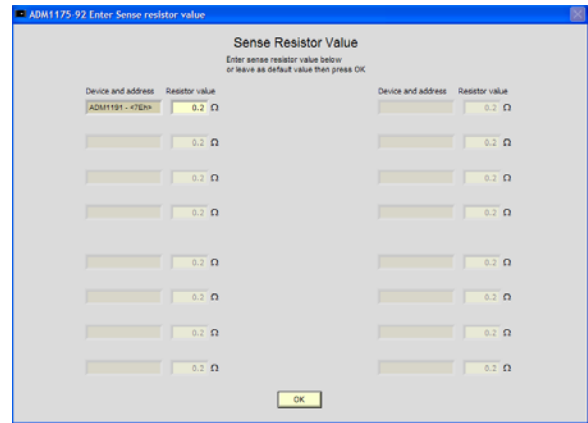 ADM1175-92 Enter Sense resistor value
Sense Resistor Value
Enter sense resistor value below
or leave as default value then press OK
Device and address Resistor value Device and address Resistor value
ADM1191 - <7Eh> 0.2 Ω 0.2 Ω
0.2 Ω 0.2 Ω
0.2 Ω 0.2 Ω
0.2 Ω 0.2 Ω
0.2 Ω 0.2 Ω
0.2 Ω 0.2 Ω
0.2 Ω 0.2 Ω
0.2 Ω 0.2 Ω
OK